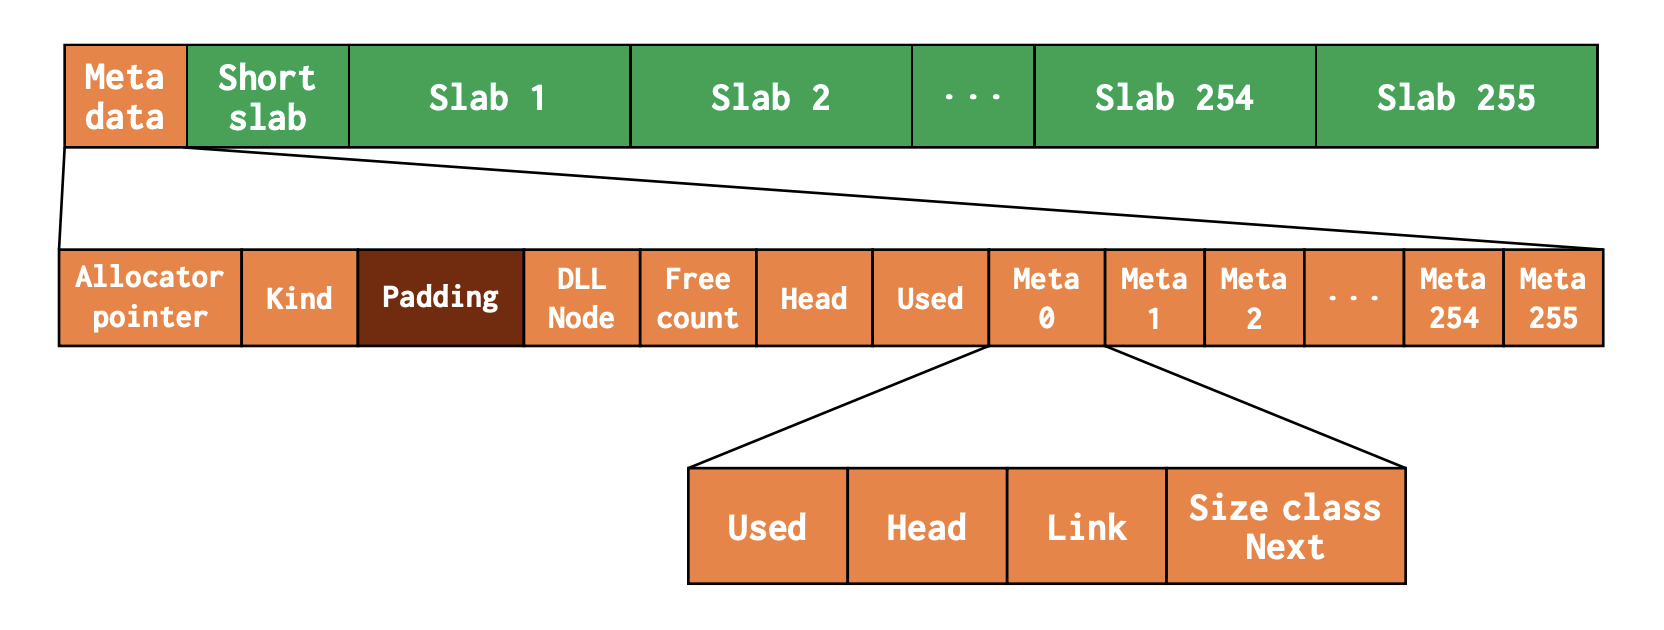 Meta
data
Short
slab
Slab 1
Slab 2
...
Slab 254
Slab 255
Allocator
pointer
Kind
Padding
DLL
Node
Free
count
Head
Used
Meta
0
Meta
1
Meta
2
...
Meta
254
Meta
255
Used
Head
Link
Size class
Next